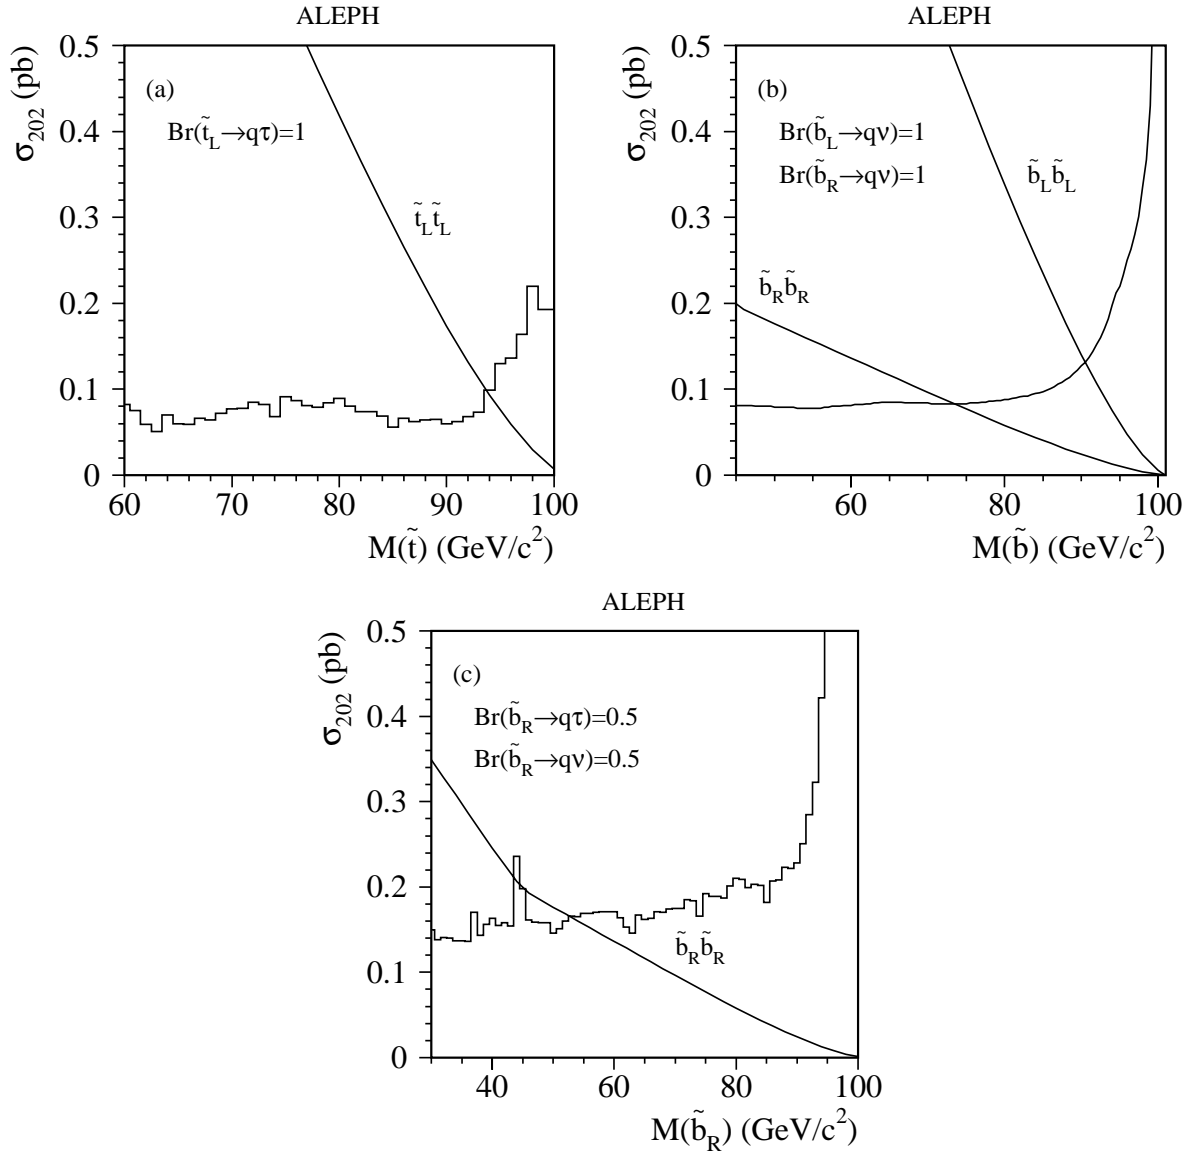 ALEPH
σ202 (pb)
0.5
0.4
0.3
0.2
0.1
0
(a)
Br(t̃L→qτ)=1
t̃Lt̃L
60 70 80 90 100
M(t̃) (GeV/c2)
ALEPH
σ202 (pb)
0.5
0.4
0.3
0.2
0.1
0
(b)
Br(b̃L→qν)=1
Br(b̃R→qν)=1
b̃Lb̃L
b̃Rb̃R
60 80 100
M(b̃) (GeV/c2)
ALEPH
σ202 (pb)
0.5
0.4
0.3
0.2
0.1
0
(c)
Br(b̃R→qτ)=0.5
Br(b̃R→qν)=0.5
b̃Rb̃R
40 60 80 100
M(b̃R) (GeV/c2)